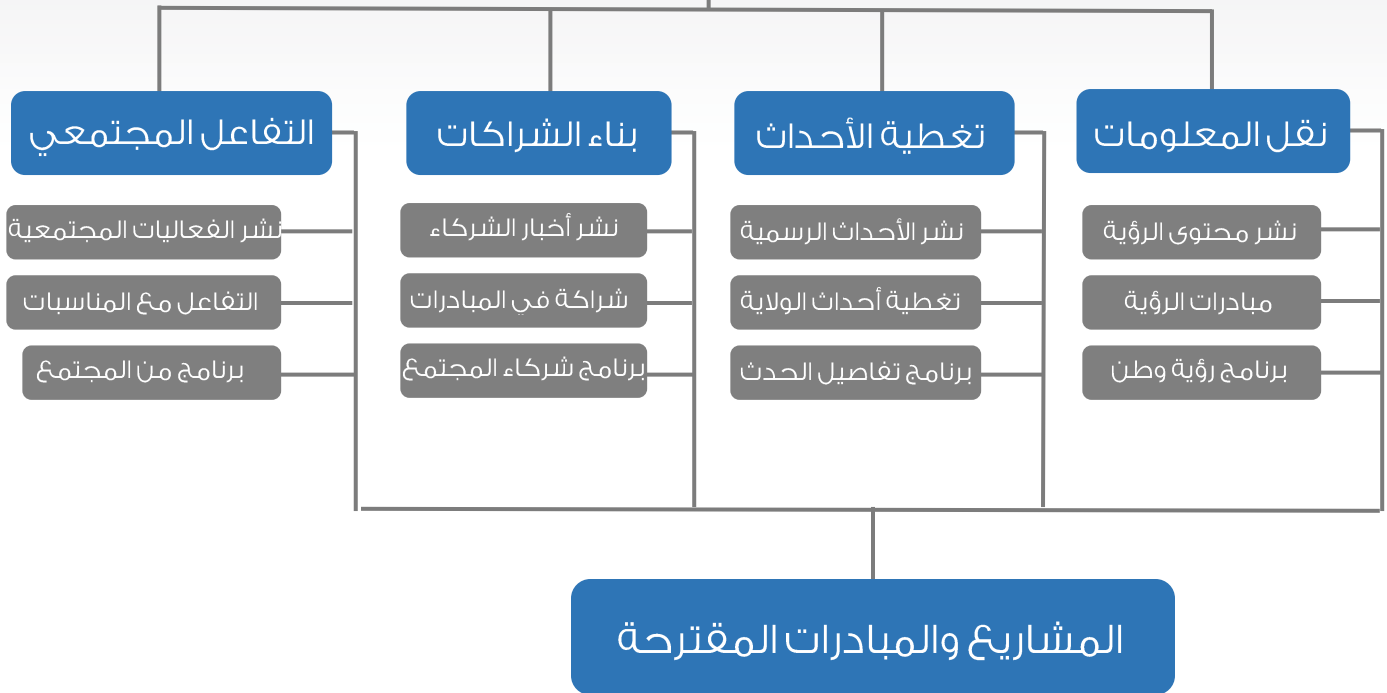 نقل المعلومات
نشر محتوى الرؤية
مبادرات الرؤية
برنامج رؤية وطن
تغطية الأحداث
نشر الأحداث الرسمية
تغطية أحداث الولاية
برنامج تفاصيل الحدث
بناء الشراكات
نشر أخبار الشركاء
شراكة في المبادرات
برنامج شركاء المجتمع
التفاعل المجتمعي
نشر الفعاليات المجتمعية
التفاعل مع المناسبات
برنامج من المجتمع
المشاريع والمبادرات المقترحة